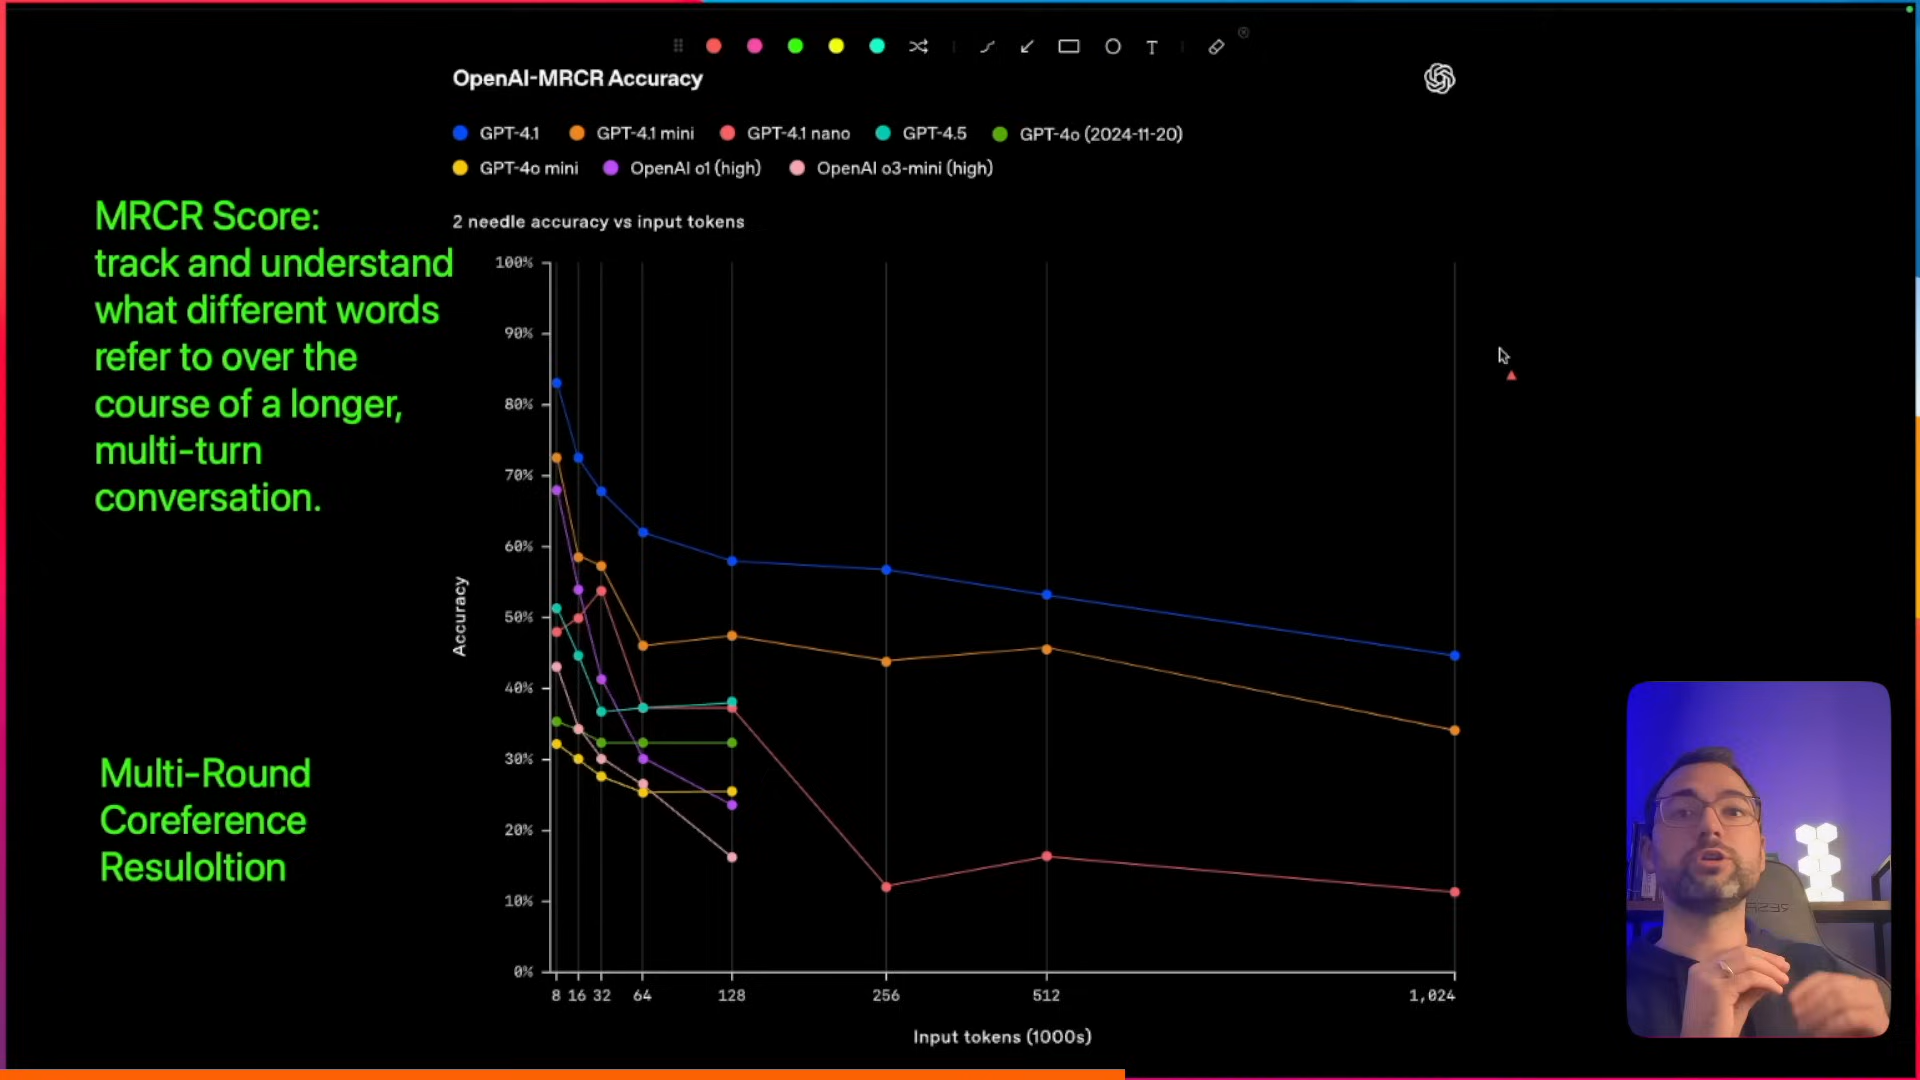 T
OpenAI-MRCR Accuracy
GPT-4.1 GPT-4.1 mini GPT-4.1 nano GPT-4.5 GPT-4o (2024-11-20)
GPT-4o mini OpenAI o1 (high) OpenAI o3-mini (high)
2 needle accuracy vs input tokens
MRCR Score:
track and understand
what different words
refer to over the
course of a longer,
multi-turn
conversation.
Multi-Round
Coreference
Resuloltion
100%
90%
80%
70%
60%
50%
40%
30%
20%
10%
0%
Accuracy
8 16 32 64 128 256 512 1,024
Input tokens (1000s)